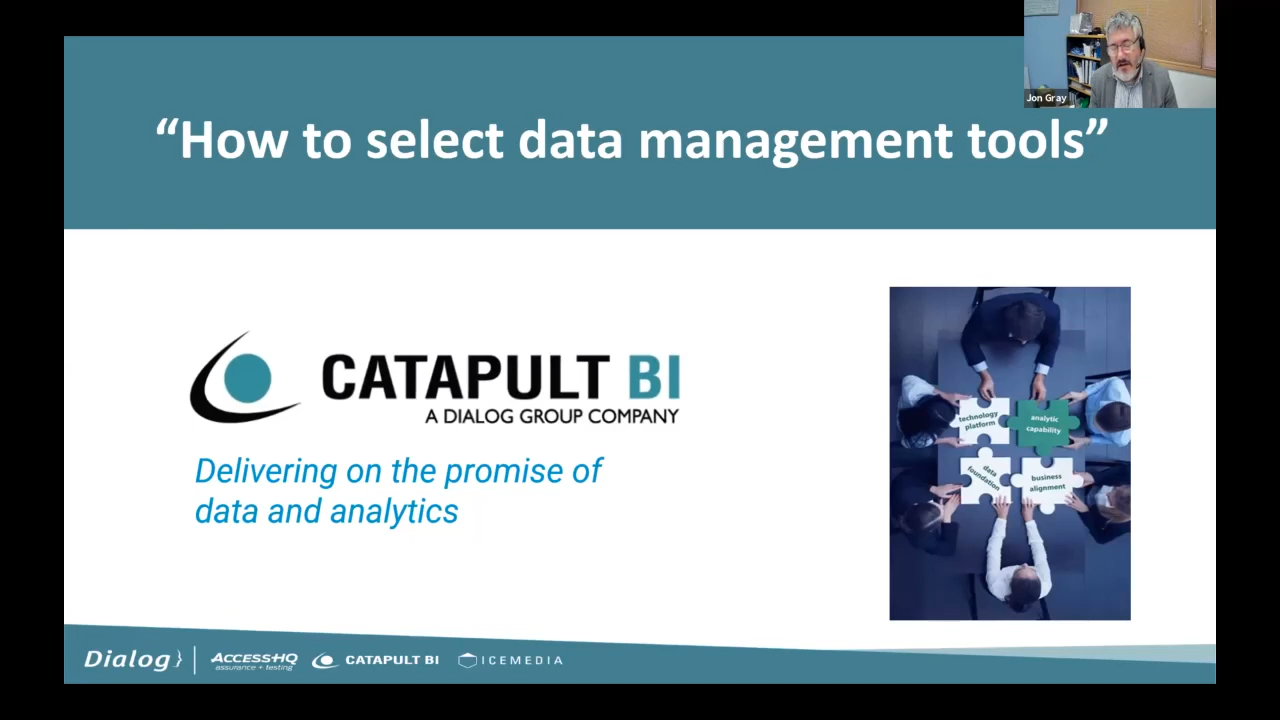 Jon Gray
“How to select data management tools”
CATAPULT BI
A DIALOG GROUP COMPANY
Delivering on the promise of
data and analytics
technology
platform
analytic
capability
data
foundation
business
alignment
Dialog
ACCESSHQ
assurance + testing
CATAPULT BI
ICEMEDIA